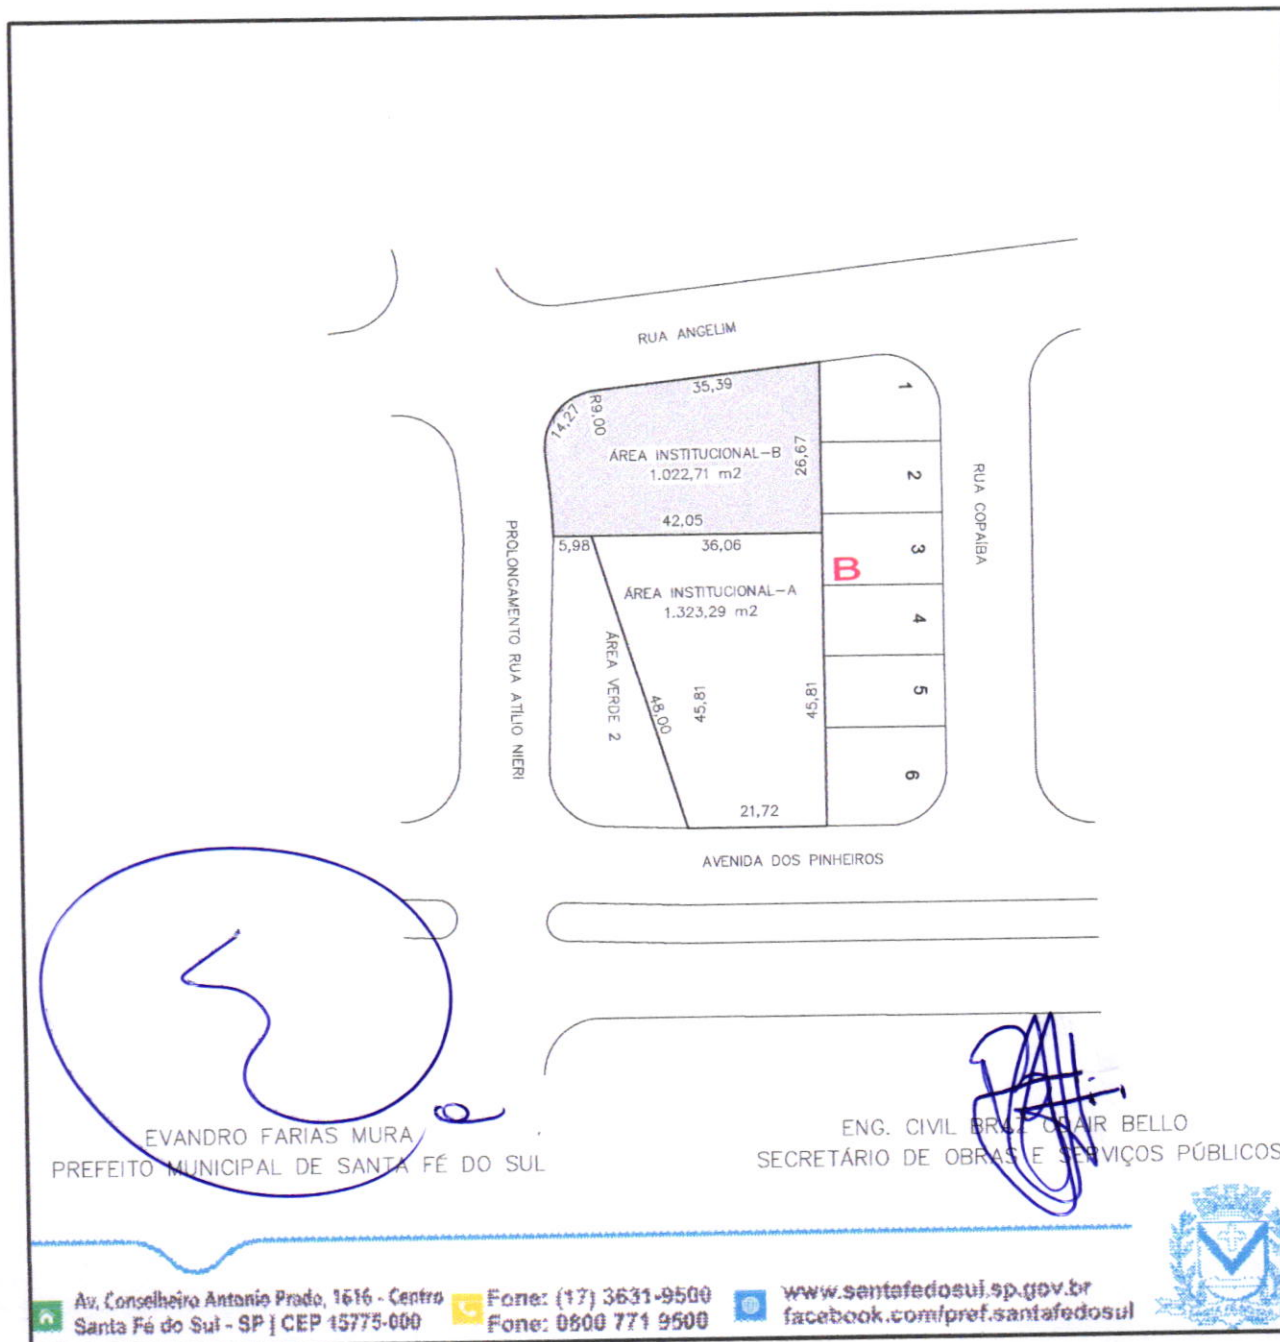 RUA ANGELIM
35,39
14,27
R9,00
ÁREA INSTITUCIONAL-B
1.022,71 m2
26,67
42,05
5,98
36,06
ÁREA INSTITUCIONAL-A
1.323,29 m2
ÁREA VERDE 2
48,00
45,81
45,81
21,72
1
2
3
4
5
6
B
RUA COPAÍBA
PROLONGAMENTO RUA ATÍLIO NIERI
AVENIDA DOS PINHEIROS
EVANDRO FARIAS MURA
PREFEITO MUNICIPAL DE SANTA FÉ DO SUL
ENG. CIVIL BRAZ ODAIR BELLO
SECRETÁRIO DE OBRAS E SERVIÇOS PÚBLICOS
Av. Conselheiro Antonio Prado, 1616 - Centro
Santa Fé do Sul - SP | CEP 15775-000
Fone: (17) 3631-9500
Fone: 0800 771 9500
www.santafedosul.sp.gov.br
facebook.com/pref.santafedosul